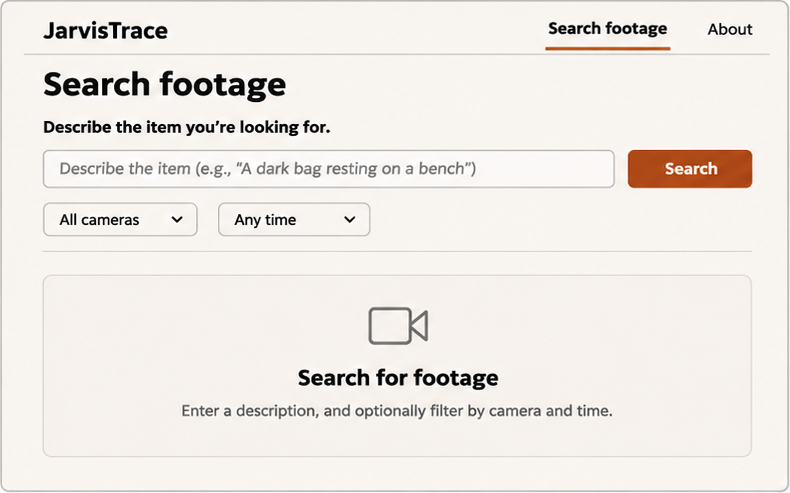 JarvisTrace
Search footage
About
Search footage
Describe the item you’re looking for.
Describe the item (e.g., “A dark bag resting on a bench”)
Search
All cameras
Any time
Search for footage
Enter a description, and optionally filter by camera and time.